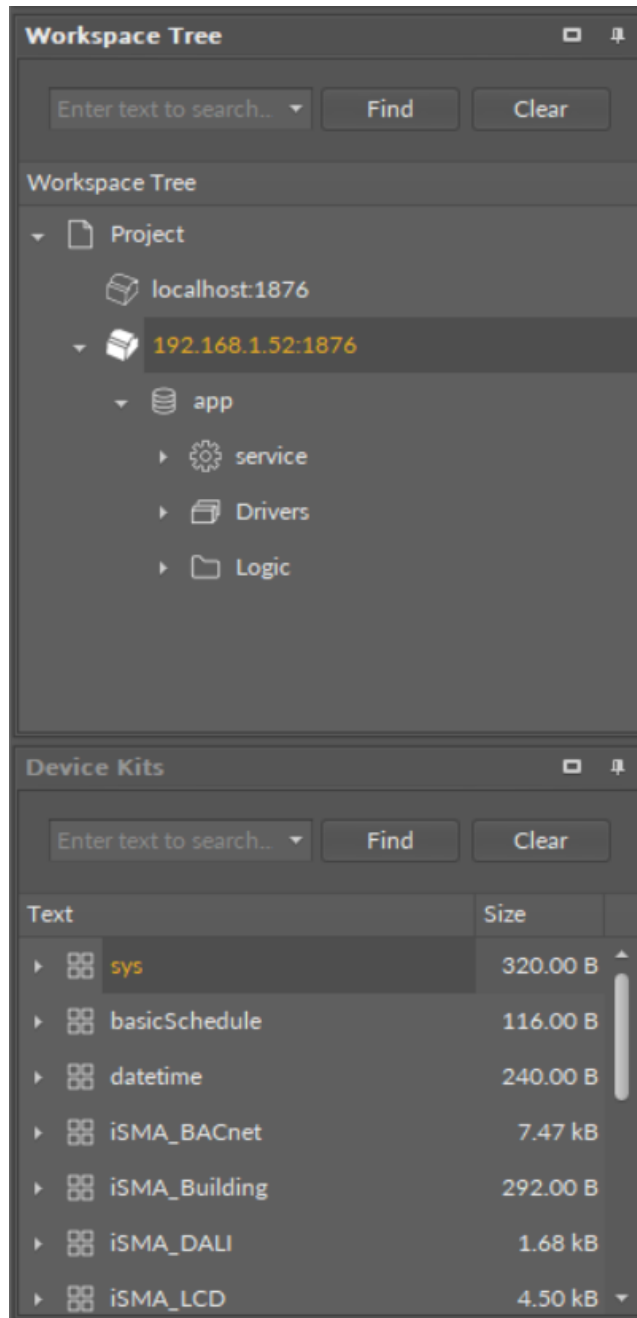 Workspace Tree
Enter text to search..
Find
Clear
Workspace Tree
Project
localhost:1876
192.168.1.52:1876
app
service
Drivers
Logic
Device Kits
Enter text to search..
Find
Clear
Text Size
sys 320.00 B
basicSchedule 116.00 B
datetime 240.00 B
iSMA_BACnet 7.47 kB
iSMA_Building 292.00 B
iSMA_DALI 1.68 kB
iSMA_LCD 4.50 kB